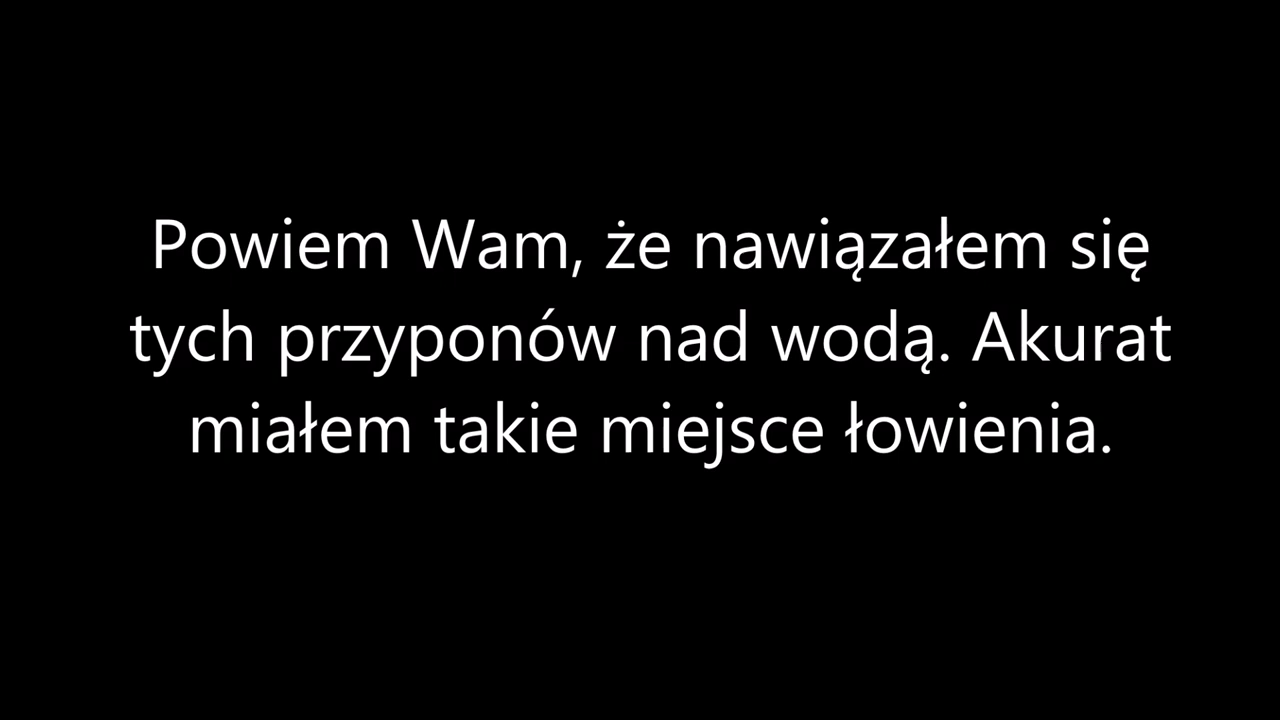 Powiem Wam, że nawiązałem się
tych przyponów nad wodą. Akurat
miałem takie miejsce łowienia.